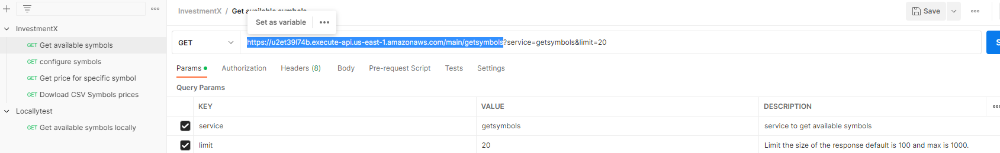 InvestmentX / Get available symbols
Save
Set as variable
InvestmentX
GET Get available symbols
GET configure symbols
GET Get price for specific symbol
GET Dowload CSV Symbols prices
Locallytest
GET Get available symbols locally
GET https://u2et39l74b.execute-api.us-east-1.amazonaws.com/main/getsymbols?service=getsymbols&limit=20
Params Authorization Headers (8) Body Pre-request Script Tests Settings
Query Params
KEY VALUE DESCRIPTION
service getsymbols service to get available symbols
limit 20 Limit the size of the response default is 100 and max is 1000.